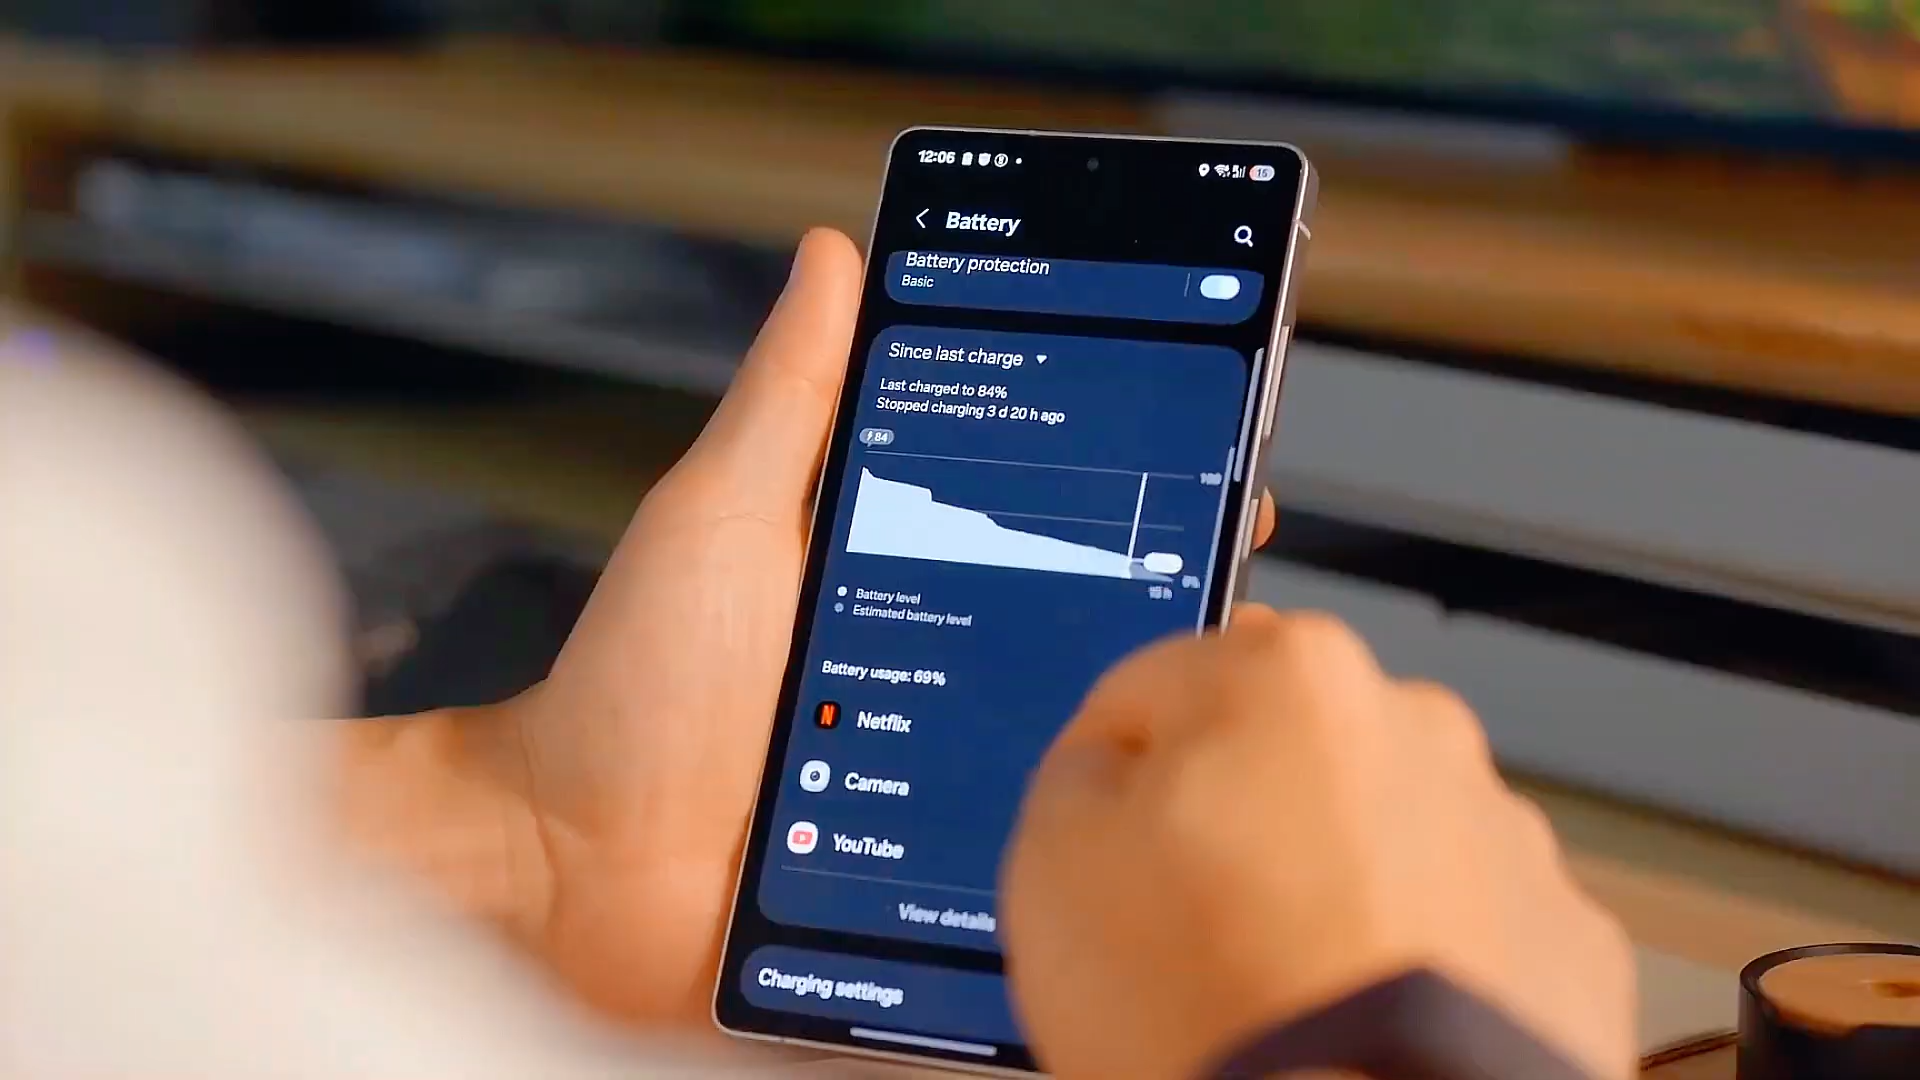 12:06
15
Battery
Battery protection
Basic
Since last charge
Last charged to 84%
Stopped charging 3 d 20 h ago
84
100
0%
Battery level
Estimated battery level
Battery usage: 69%
N Netflix
Camera
YouTube
View details
Charging settings